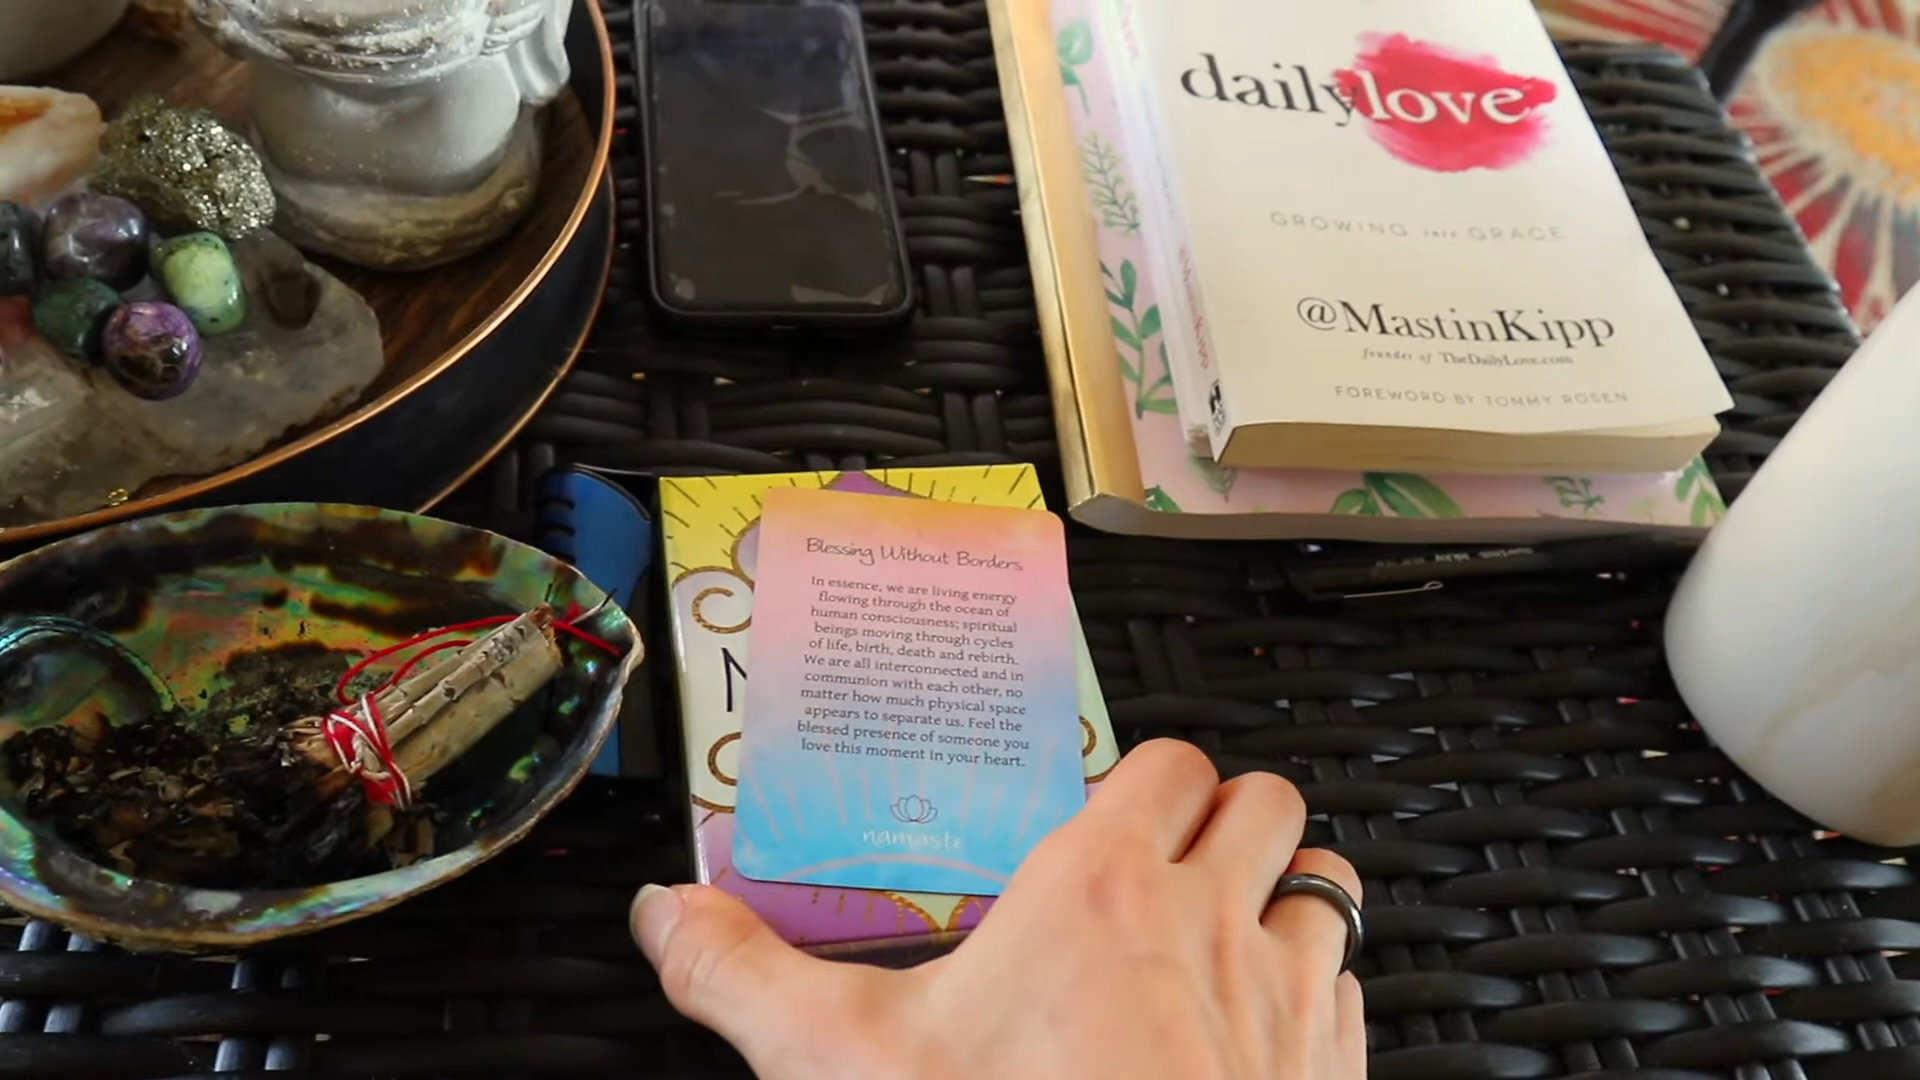 dailylove
GROWING into GRACE
@MastinKipp
founder of TheDailyLove.com
FOREWORD BY TOMMY ROSEN
Blessing Without Borders
In essence, we are living energy
flowing through the ocean of
human consciousness; spiritual
beings moving through cycles
of life, birth, death and rebirth.
We are all interconnected and in
communion with each other, no
matter how much physical space
appears to separate us. Feel the
blessed presence of someone you
love this moment in your heart.
namaste